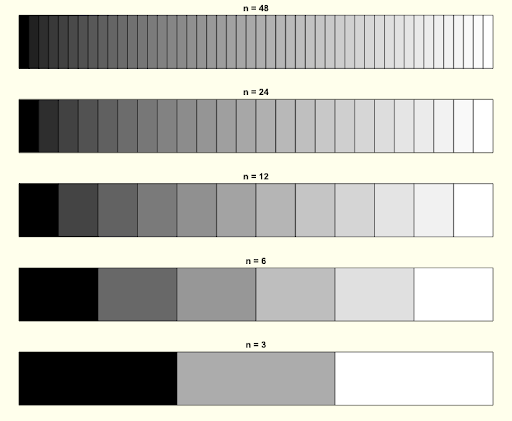 n = 48
n = 24
n = 12
n = 6
n = 3